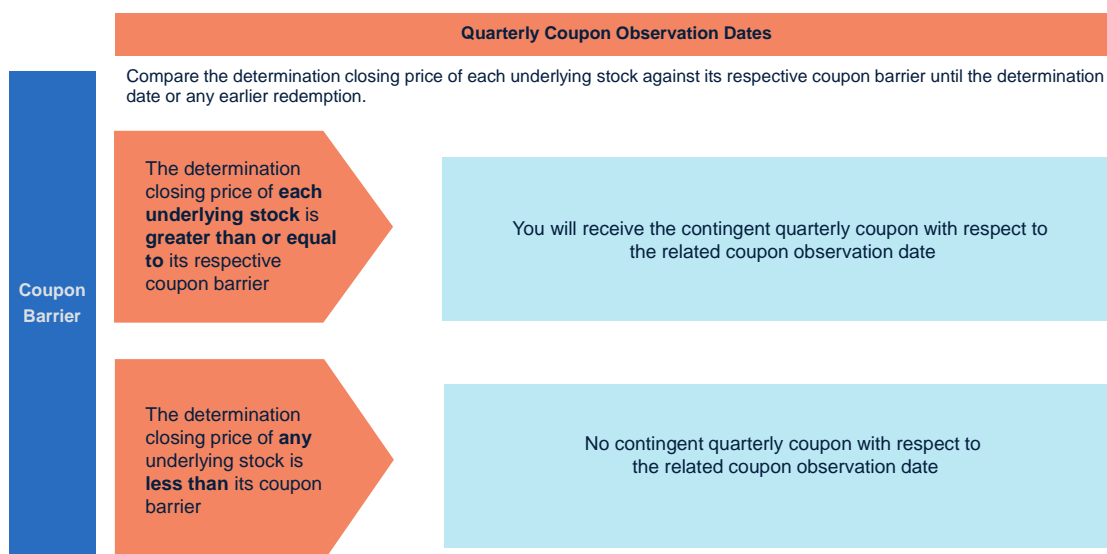 Quarterly Coupon Observation Dates
Compare the determination closing price of each underlying stock against its respective coupon barrier until the determination
date or any earlier redemption.
Coupon
Barrier
The determination
closing price of each
underlying stock is
greater than or equal
to its respective
coupon barrier
You will receive the contingent quarterly coupon with respect to
the related coupon observation date
The determination
closing price of any
underlying stock is
less than its coupon
barrier
No contingent quarterly coupon with respect to
the related coupon observation date